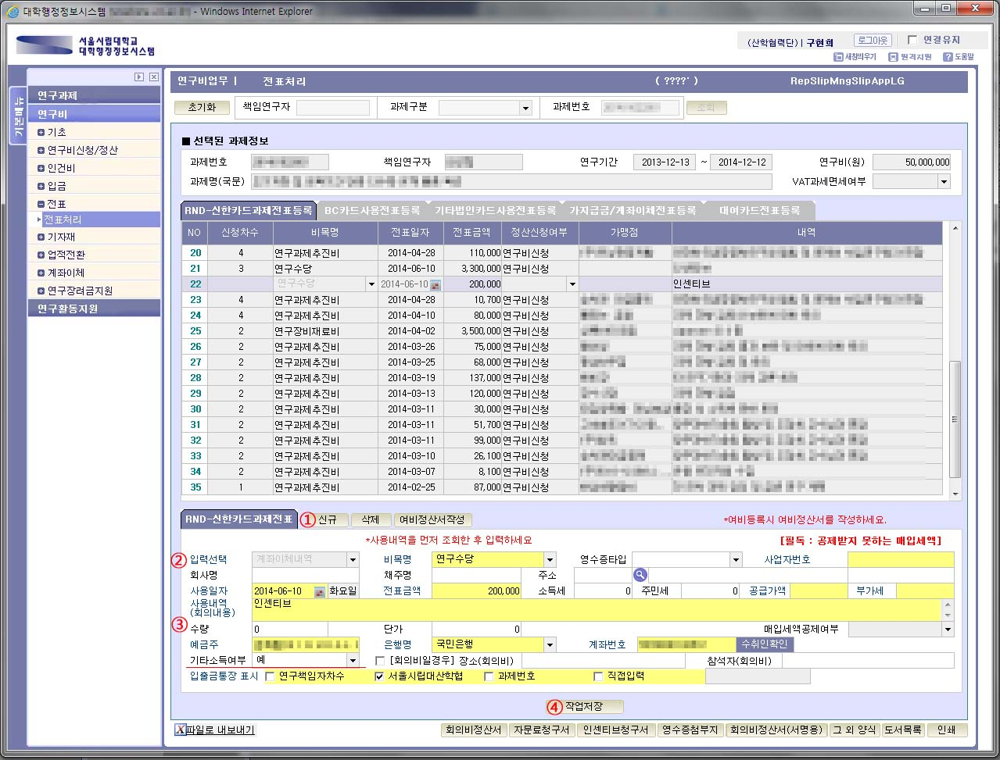 대학행정정보시스템 - Windows Internet Explorer
서울시립대학교
대학행정정보시스템
(산학협력단) | 구현희 로그아웃 연결유지
새창띄우기 원격지원 도움말
기본메뉴
연구과제
연구비
기초
연구비신청/정산
인건비
입금
전표
전표처리
기자재
업적전환
계좌이체
연구장려금지원
연구활동지원
연구비업무 | 전표처리 ( ????˚ ) RepSlipMngSlipAppLG
초기화 책임연구자 과제구분 과제번호 조회
■ 선택된 과제정보
과제번호 책임연구자 연구기간 2013-12-13 ~ 2014-12-12 연구비(원) 50,000,000
과제명(국문) VAT과세면세여부
RND-신한카드과제전표등록 BC카드사용전표등록 기타법인카드사용전표등록 가지급금/계좌이체전표등록 대여카드전표등록
NO 신청차수 비목명 전표일자 전표금액 정산신청여부 가맹점 내역
20 4 연구과제추진비 2014-04-28 110,000 연구비신청
21 3 연구수당 2014-06-10 3,300,000 연구비신청
22 연구수당 2014-06-10 200,000 인센티브
23 4 연구과제추진비 2014-04-28 10,700 연구비신청
24 4 연구과제추진비 2014-04-10 80,000 연구비신청
25 2 연구장비재료비 2014-04-02 3,500,000 연구비신청
26 2 연구과제추진비 2014-03-26 75,000 연구비신청
27 2 연구과제추진비 2014-03-25 68,000 연구비신청
28 2 연구과제추진비 2014-03-19 137,000 연구비신청
29 2 연구과제추진비 2014-03-13 120,000 연구비신청
30 2 연구과제추진비 2014-03-11 30,000 연구비신청
31 2 연구과제추진비 2014-03-11 51,700 연구비신청
32 2 연구과제추진비 2014-03-11 99,000 연구비신청
33 2 연구과제추진비 2014-03-10 26,100 연구비신청
34 2 연구과제추진비 2014-03-07 8,100 연구비신청
35 1 연구과제추진비 2014-02-25 87,000 연구비신청
RND-신한카드과제전표 ① 신규 삭제 여비정산서작성 *여비등록시 여비정산서를 작성하세요.
*사용내역을 먼저 조회한 후 입력하세요 [필독 : 공제받지 못하는 매입세액]
② 입력선택 계좌이체내역 비목명 연구수당 영수증타입 사업자번호
회사명 채주명 주소
사용일자 2014-06-10 화요일 전표금액 200,000 소득세 0 주민세 0 공급가액 부가세
사용내역 인센티브
(회의내용)
③ 수량 0 단가 0 매입세액공제여부
예금주 은행명 국민은행 계좌번호 수취인확인
기타소득여부 예 [회의비일경우] 장소(회의비) 참석자(회의비)
입출금통장 표시 연구책임자차수 서울시립대산학협 과제번호 직접입력
④ 작업저장
파일로 내보내기 회의비정산서 자문료청구서 인센티브청구서 영수증첨부지 회의비정산서(서명용) 그 외 양식 도서목록 인쇄